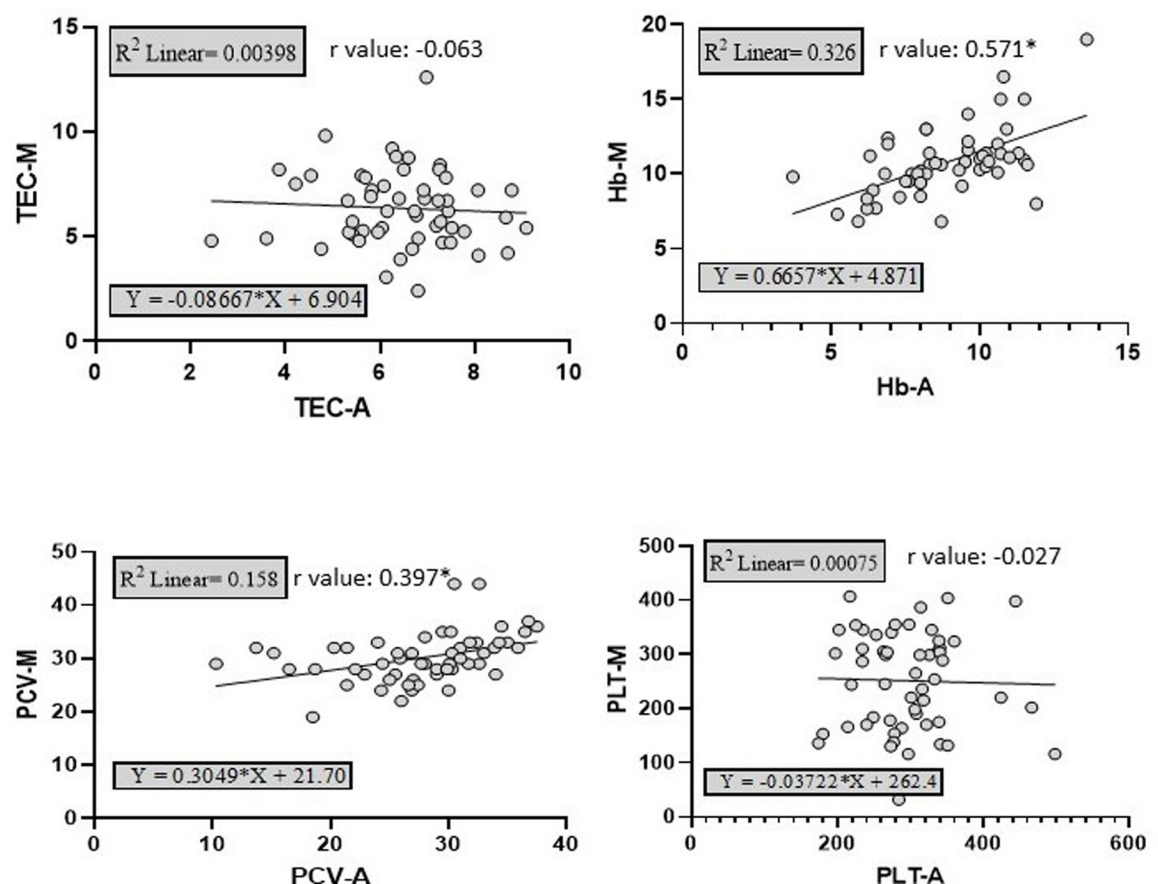 R² Linear= 0.00398
r value: -0.063
15
10
5
0
TEC-M
Y = -0.08667*X + 6.904
0 2 4 6 8 10
TEC-A
R² Linear= 0.326
r value: 0.571*
20
15
10
5
0
Hb-M
Y = 0.6657*X + 4.871
0 5 10 15
Hb-A
R² Linear= 0.158
r value: 0.397*
50
40
30
20
10
0
PCV-M
Y = 0.3049*X + 21.70
0 10 20 30 40
PCV-A
R² Linear= 0.00075
r value: -0.027
500
400
300
200
100
0
PLT-M
Y = -0.03722*X + 262.4
0 200 400 600
PLT-A